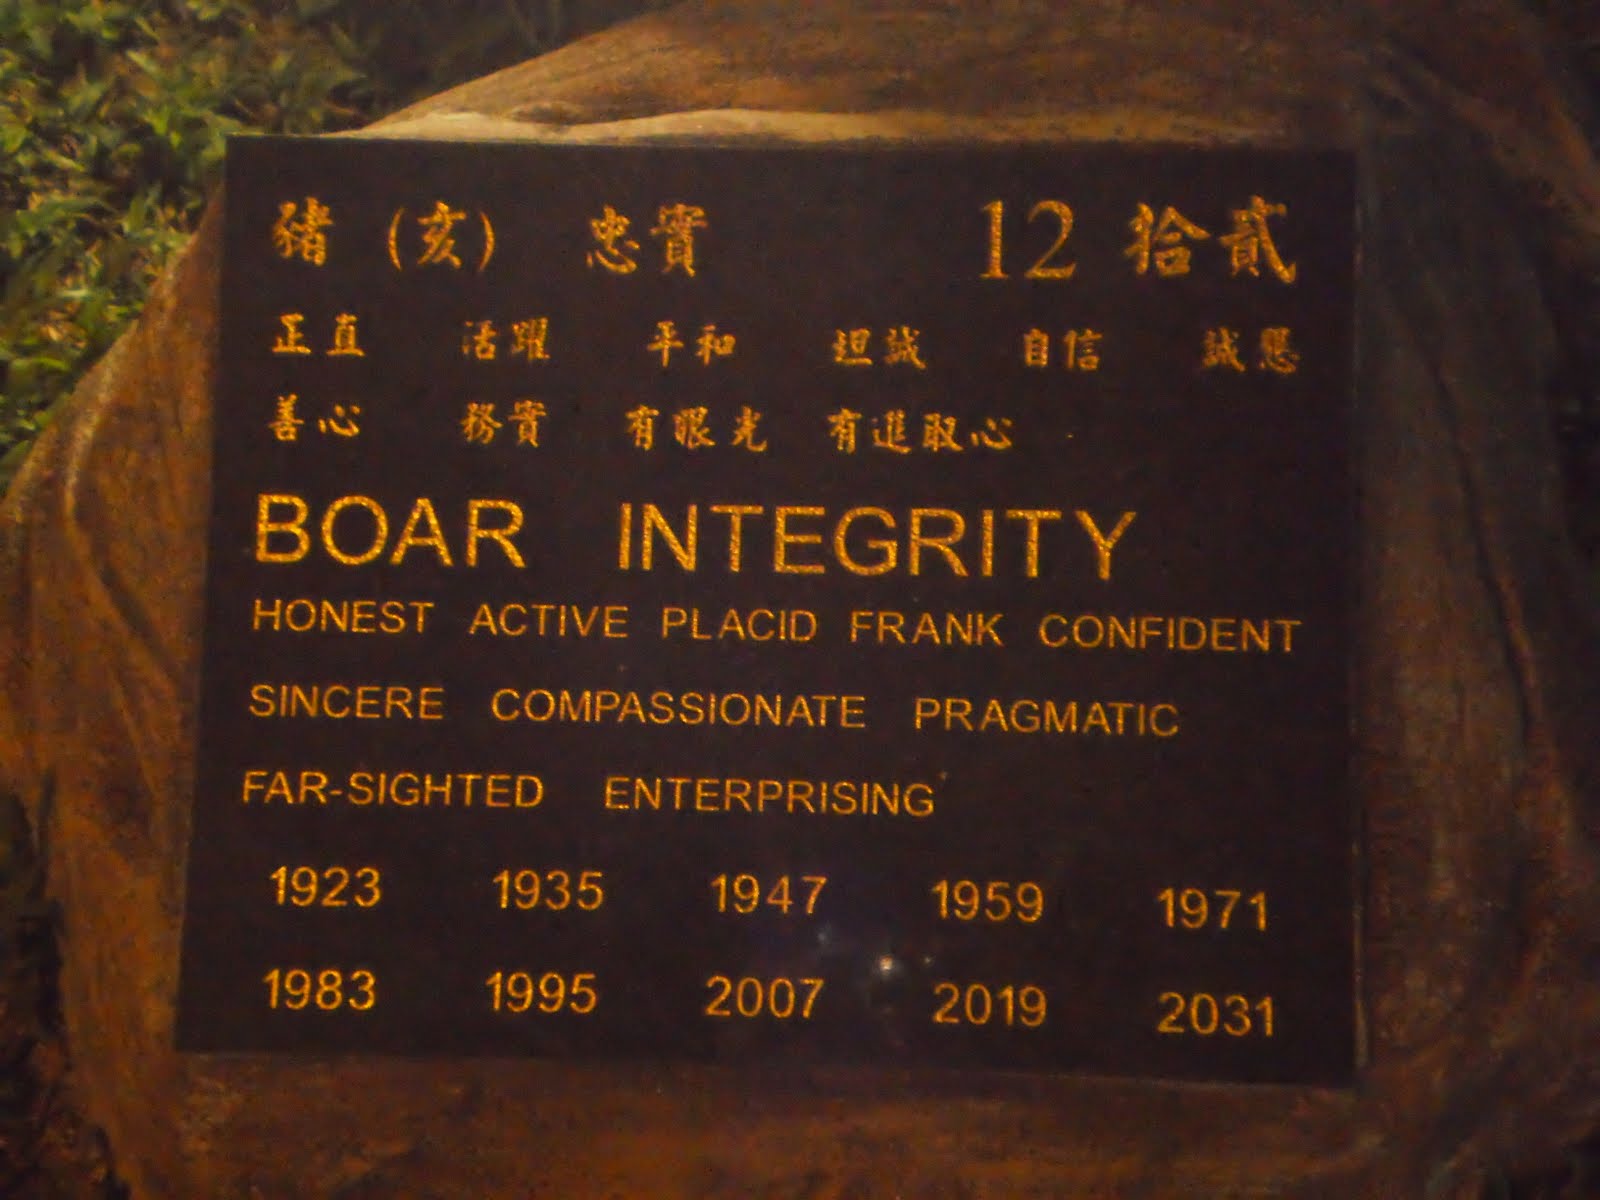 豬 (亥) 忠實 12 拾貳
正直 活躍 平和 坦誠 自信 誠懇
善心 務實 有眼光 有進取心
BOAR INTEGRITY
HONEST ACTIVE PLACID FRANK CONFIDENT
SINCERE COMPASSIONATE PRAGMATIC
FAR-SIGHTED ENTERPRISING
1923 1935 1947 1959 1971
1983 1995 2007 2019 2031